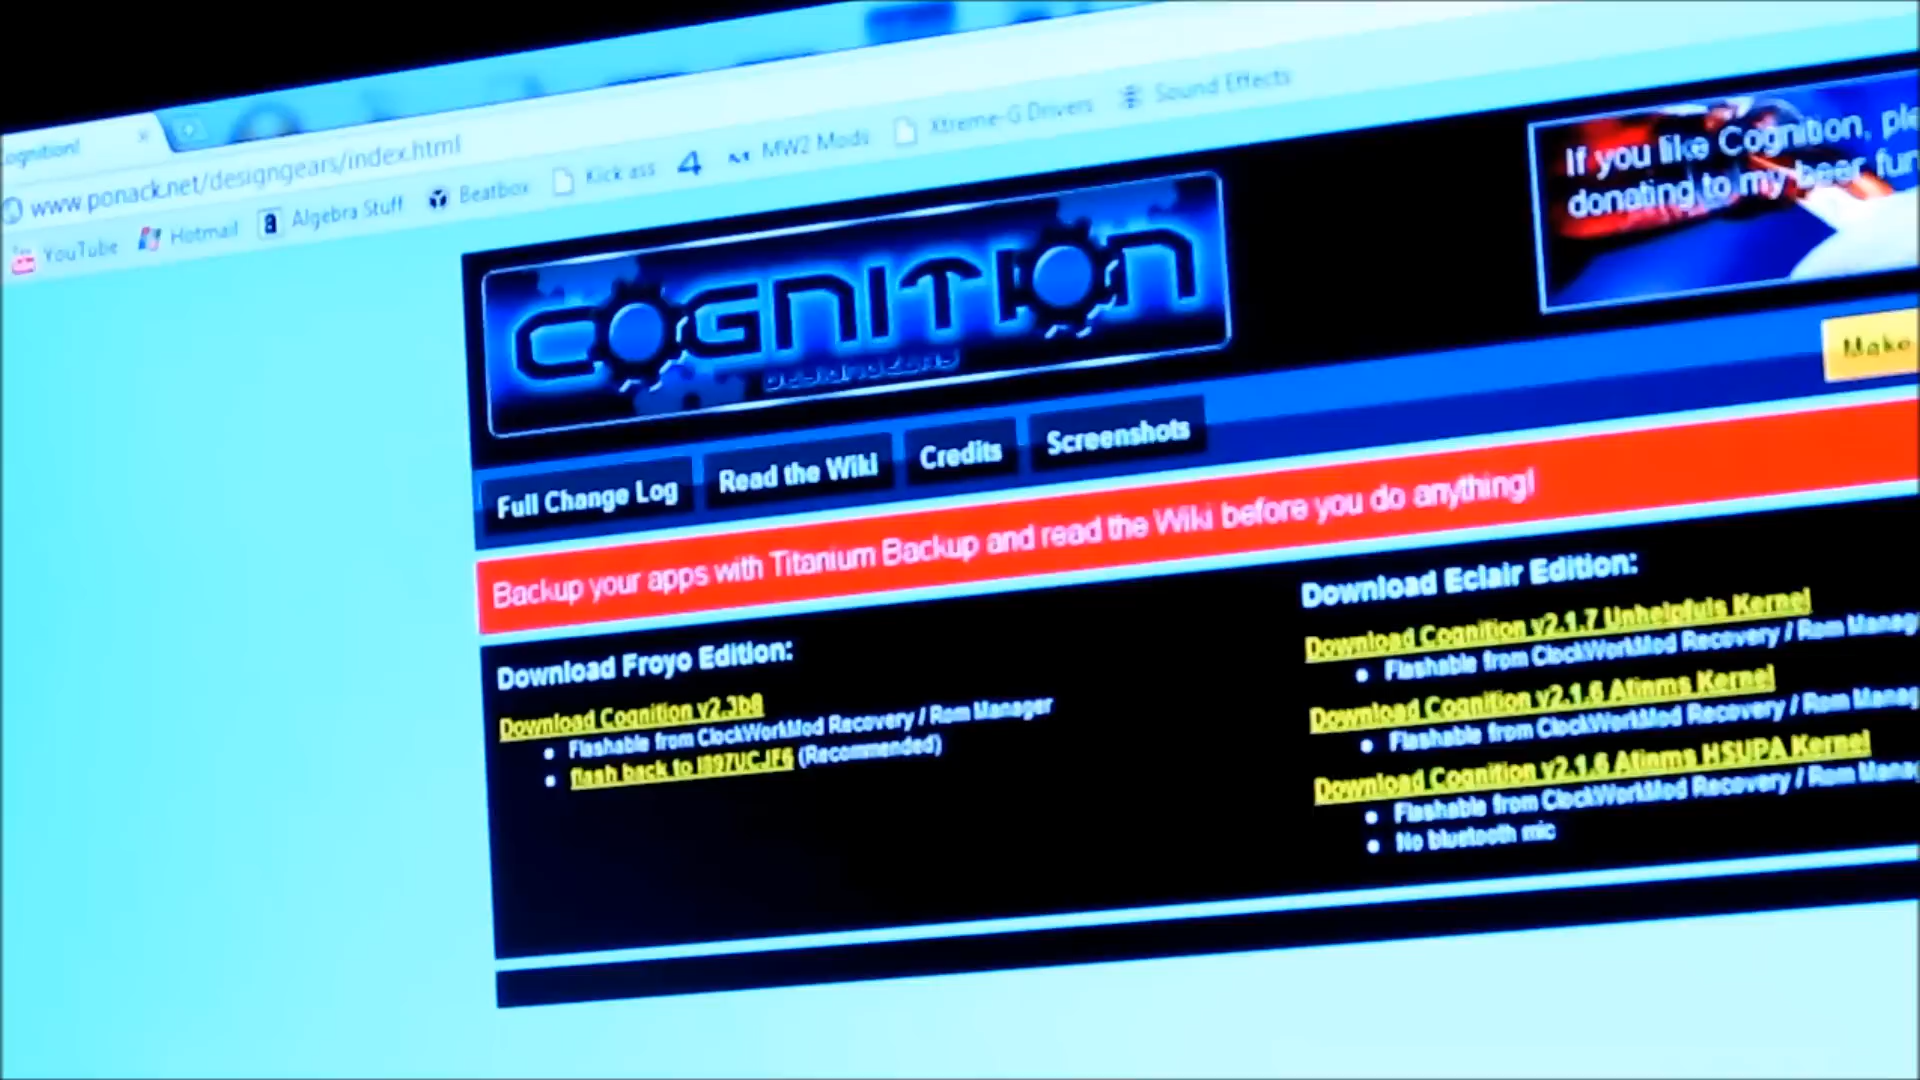 ognition!
www.ponack.net/designgears/index.html
YouTube
Hotmail
Algebra Stuff
Beatbox
Kick ass
4
MW2 Mods
Xtreme-G Drivers
Sound Effects
COGNITION
DESIGNGEARS
If you like Cognition, ple
donating to my beer fun
Make
Full Change Log
Read the Wiki
Credits
Screenshots
Backup your apps with Titanium Backup and read the Wiki before you do anything!
Download Froyo Edition:
Download Cognition v2.3b8
Flashable from ClockWorkMod Recovery / Rom Manager
flash back to I897UCJF6 (Recommended)
Download Eclair Edition:
Download Cognition v2.1.7 Unhelpfuls Kernel
Flashable from ClockWorkMod Recovery / Rom Manag
Download Cognition v2.1.6 Atinms Kernel
Flashable from ClockWorkMod Recovery / Rom Manag
Download Cognition v2.1.6 Atinms HSUPA Kernel
Flashable from ClockWorkMod Recovery / Rom Manag
No bluetooth mic